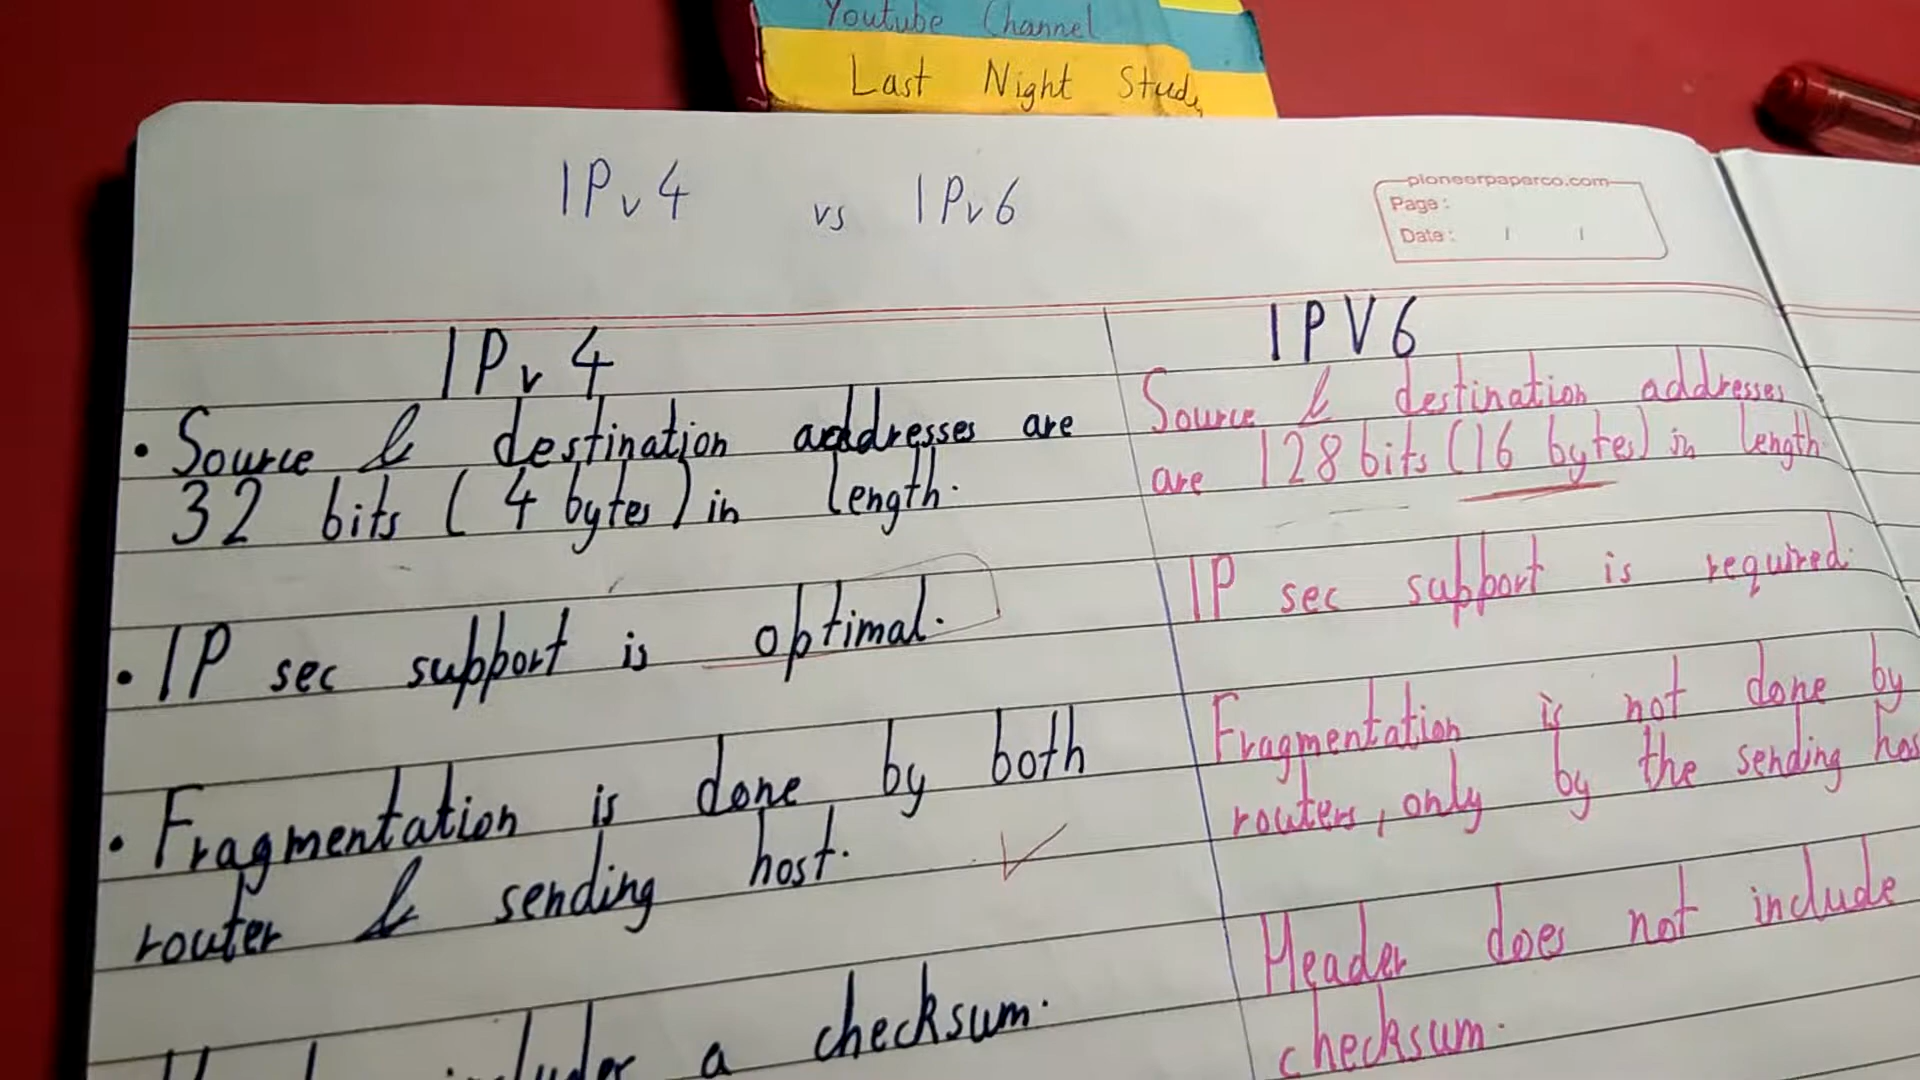 Youtube Channel
Last Night Study
IPv4 vs IPv6
pioneerpaperco.com
Page :
Date : / /
IPv4
• Source & destination addresses are
32 bits (4 bytes) in length.
• IP sec support is optimal.
• Fragmentation is done by both
router & sending host.
a checksum.
IPV6
Source & destination addresses
are 128 bits (16 bytes) in length
IP sec support is required.
Fragmentation is not done by
routers, only by the sending hos
Header does not include
checksum.